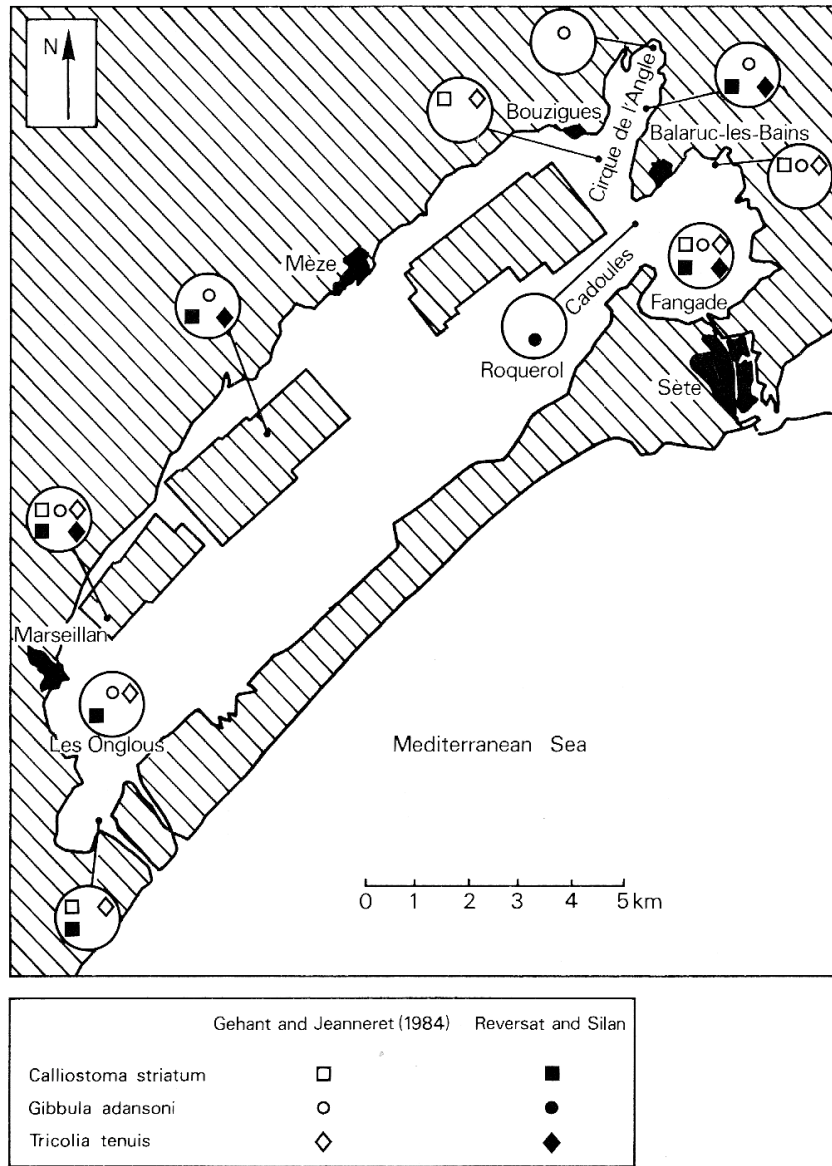 N
Bouzigues
Cirque de l'Angle
Balaruc-les-Bains
Mèze
Cadoules
Fangade
Roquerol
Sète
Marseillan
Les Onglous
Mediterranean Sea
0 1 2 3 4 5 km
Gehant and Jeanneret (1984) Reversat and Silan
Calliostoma striatum
Gibbula adansoni
Tricolia tenuis